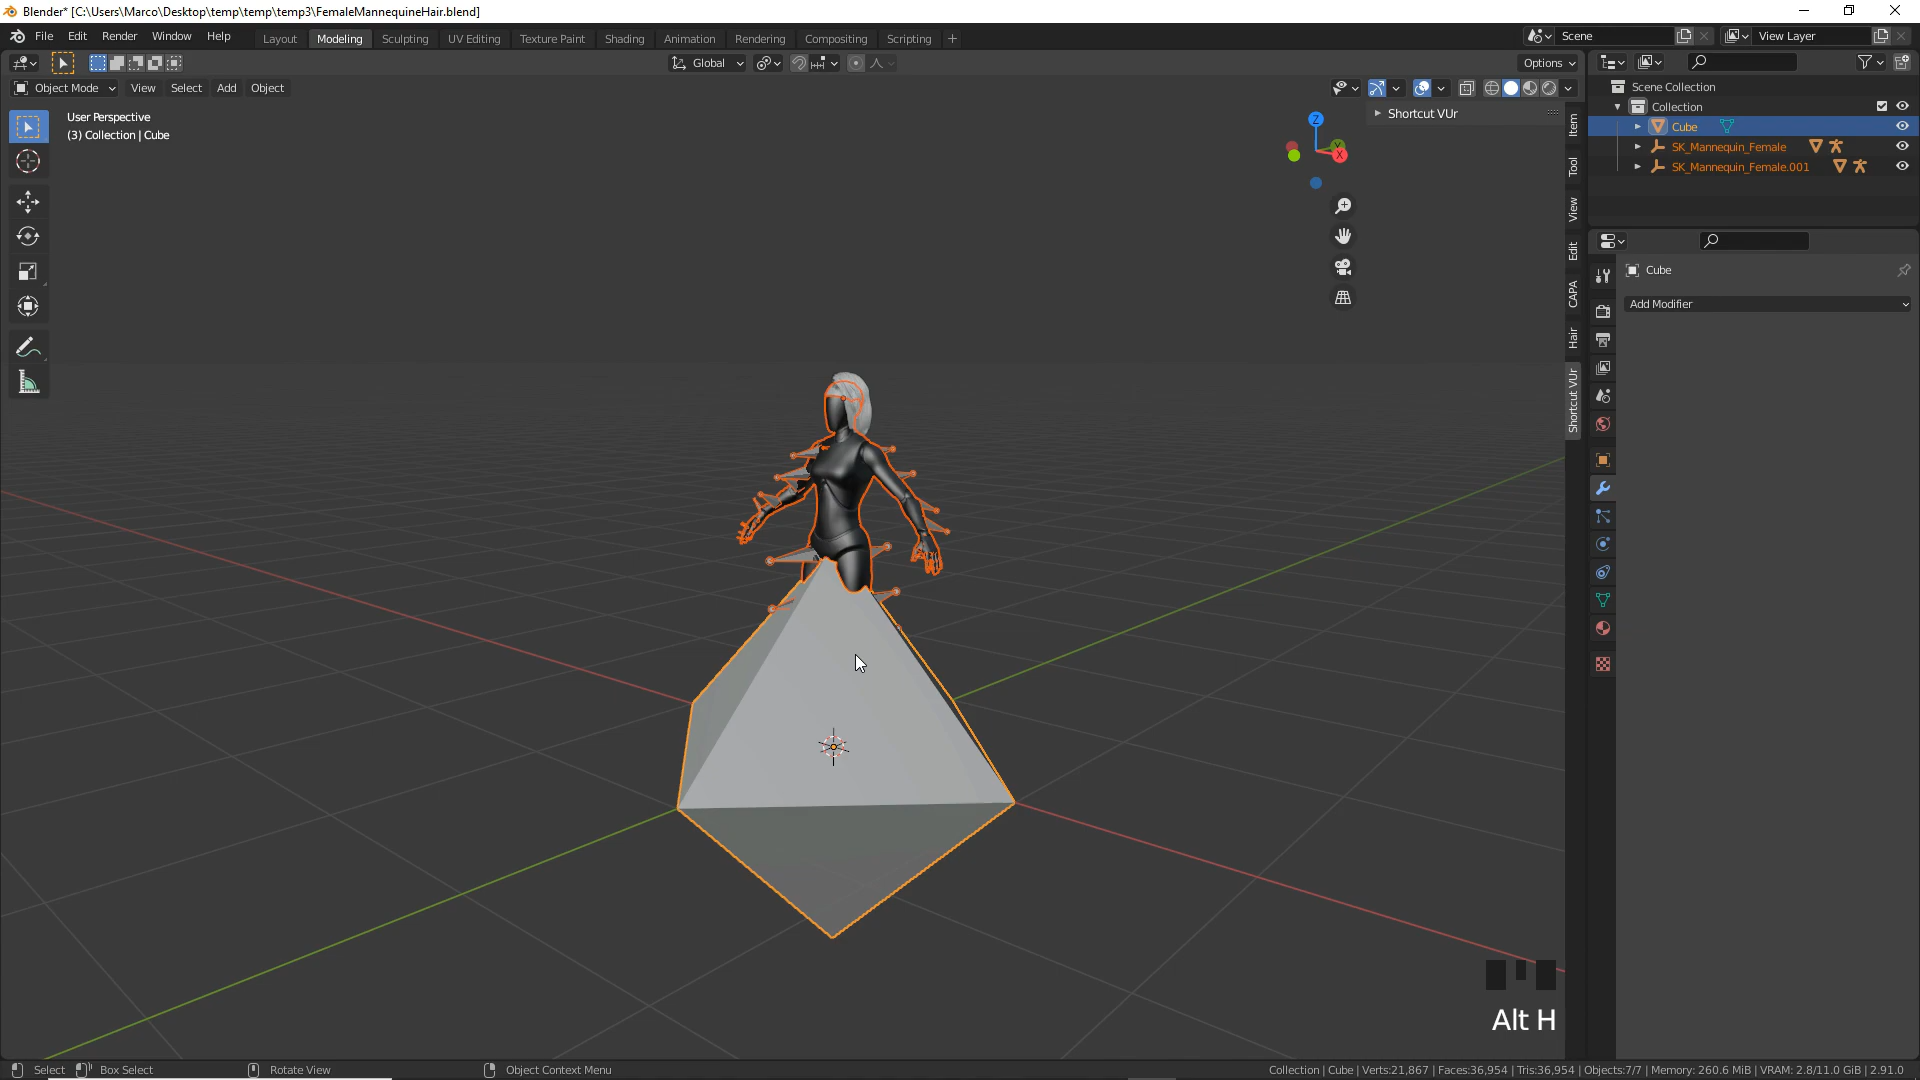 Blender* [C:\Users\Marco\Desktop\temp\temp\temp3\FemaleMannequineHair.blend]
File Edit Render Window Help Layout Modeling Sculpting UV Editing Texture Paint Shading Animation Rendering Compositing Scripting + Scene View Layer
Global Options
Object Mode View Select Add Object
User Perspective
(3) Collection | Cube
Shortcut VUr
Z
Y
X
Item
Tool
View
Edit
CAPA
Hair
Shortcut VUr
Scene Collection
Collection
Cube
SK_Mannequin_Female
SK_Mannequin_Female.001
Cube
Add Modifier
Alt H
Select Box Select Rotate View Object Context Menu Collection | Cube | Verts:21,867 | Faces:36,954 | Tris:36,954 | Objects:7/7 | Memory: 260.6 MiB | VRAM: 2.8/11.0 GiB | 2.91.0